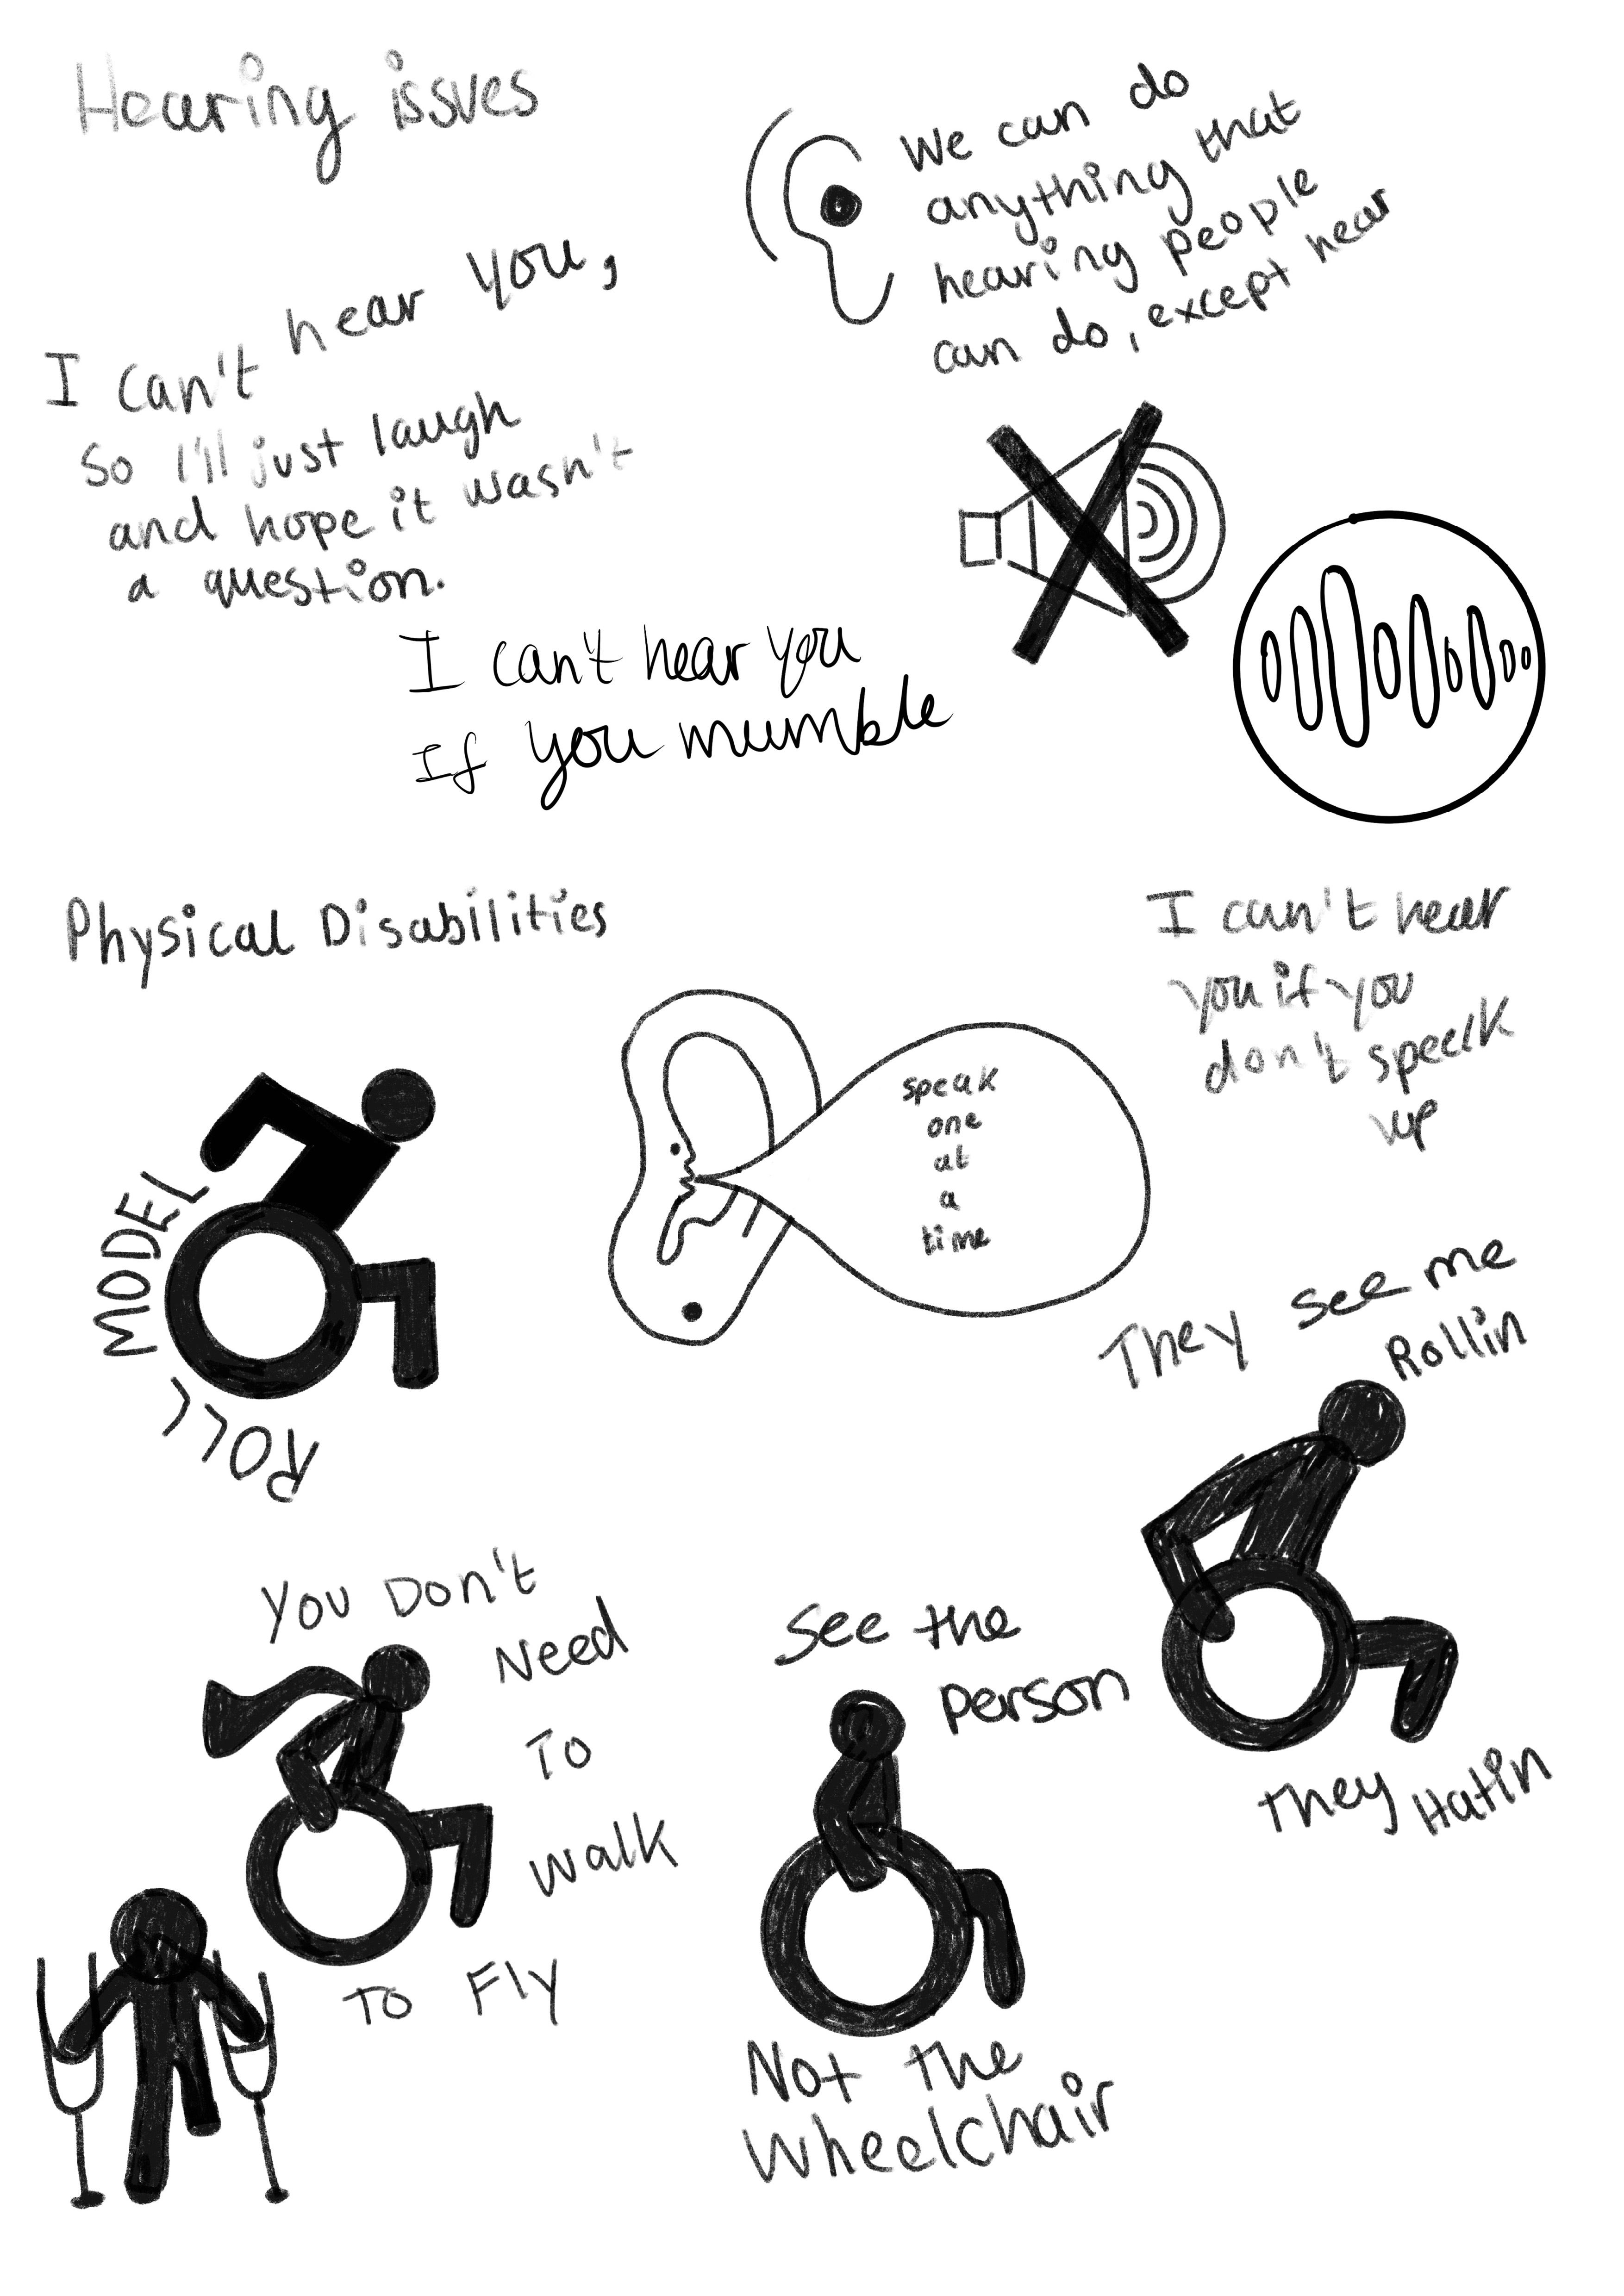 Hearing issues
We can do
anything that
hearing people
can do, except hear
I can't hear you,
So I'll just laugh
and hope it wasn't
a question.
I can't hear you
If you mumble
Physical Disabilities
I can't hear
you if you
don't speak
up
speak
one
at
a
time
ROLL MODEL
They see me
Rollin
They Hatin
You Don't
Need
To
Walk
To Fly
See the
person
Not the
Wheelchair